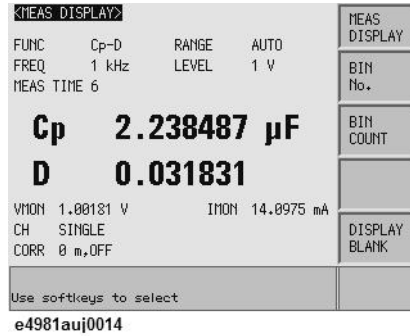 <MEAS DISPLAY>
FUNC Cp-D RANGE AUTO
FREQ 1 kHz LEVEL 1 V
MEAS TIME 6
Cp 2.238487 µF
D 0.031831
VMON 1.00181 V IMON 14.0975 mA
CH SINGLE
CORR 0 m,OFF
Use softkeys to select
MEAS
DISPLAY
BIN
No.
BIN
COUNT
DISPLAY
BLANK
e4981auj0014